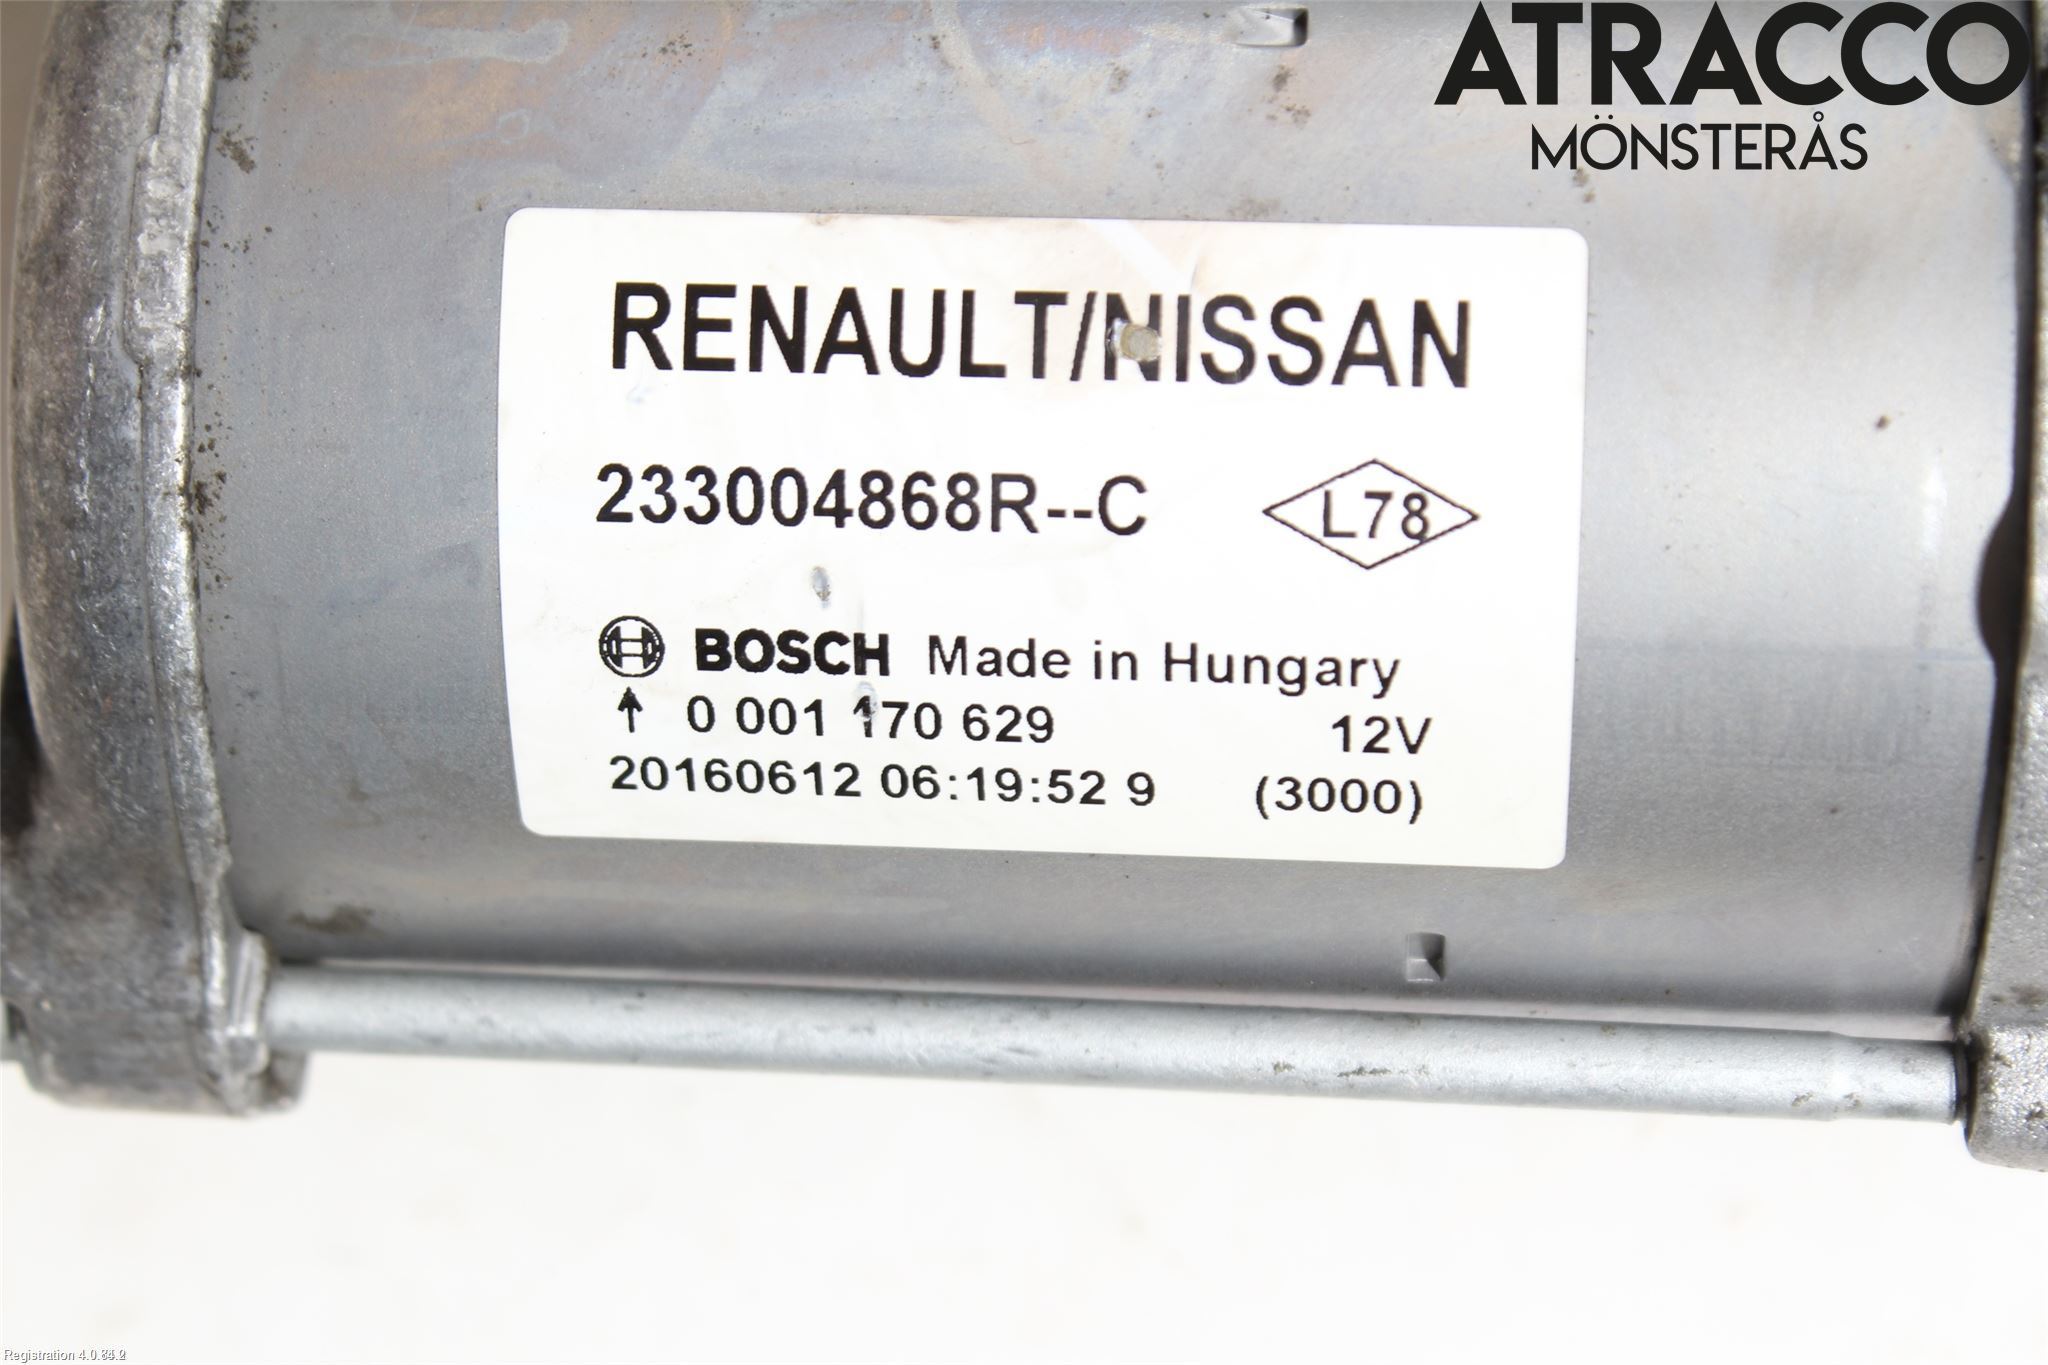 ATRACCO
MÖNSTERÅS
RENAULT/NISSAN
233004868R--C
L78
BOSCH Made in Hungary
0 001 170 629 12V
20160612 06:19:52 9 (3000)
Registration